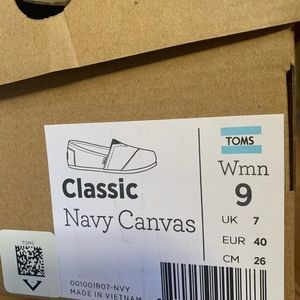 TOMS
Wmn
9
Classic
Navy Canvas
UK 7
EUR 40
CM 26
TOMS
001001B07-NVY
MADE IN VIETNAM